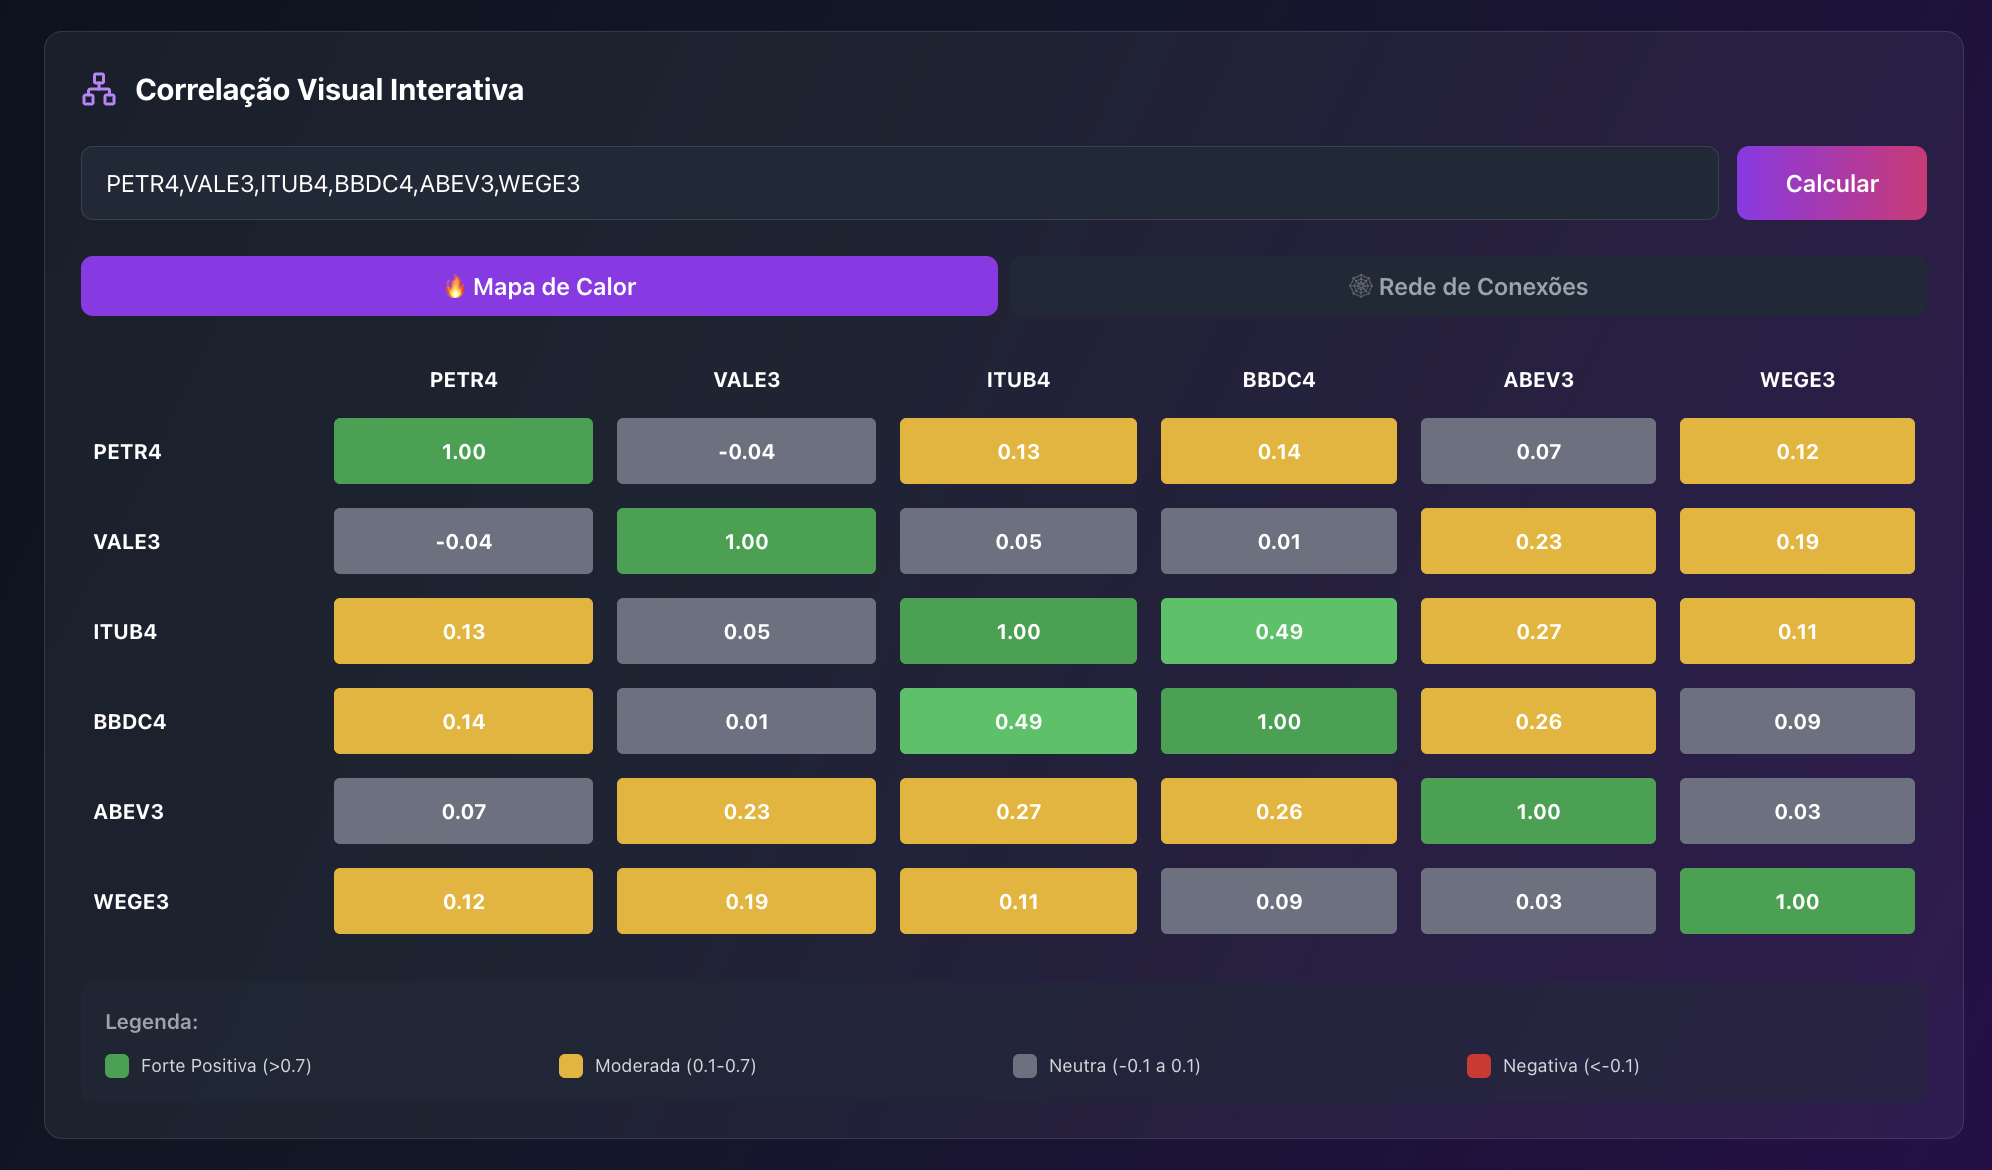 Correlação Visual Interativa
PETR4,VALE3,ITUB4,BBDC4,ABEV3,WEGE3
Calcular
🔥 Mapa de Calor
🕸 Rede de Conexões
PETR4 VALE3 ITUB4 BBDC4 ABEV3 WEGE3
PETR4 1.00 -0.04 0.13 0.14 0.07 0.12
VALE3 -0.04 1.00 0.05 0.01 0.23 0.19
ITUB4 0.13 0.05 1.00 0.49 0.27 0.11
BBDC4 0.14 0.01 0.49 1.00 0.26 0.09
ABEV3 0.07 0.23 0.27 0.26 1.00 0.03
WEGE3 0.12 0.19 0.11 0.09 0.03 1.00
Legenda:
Forte Positiva (>0.7) Moderada (0.1-0.7) Neutra (-0.1 a 0.1) Negativa (<-0.1)